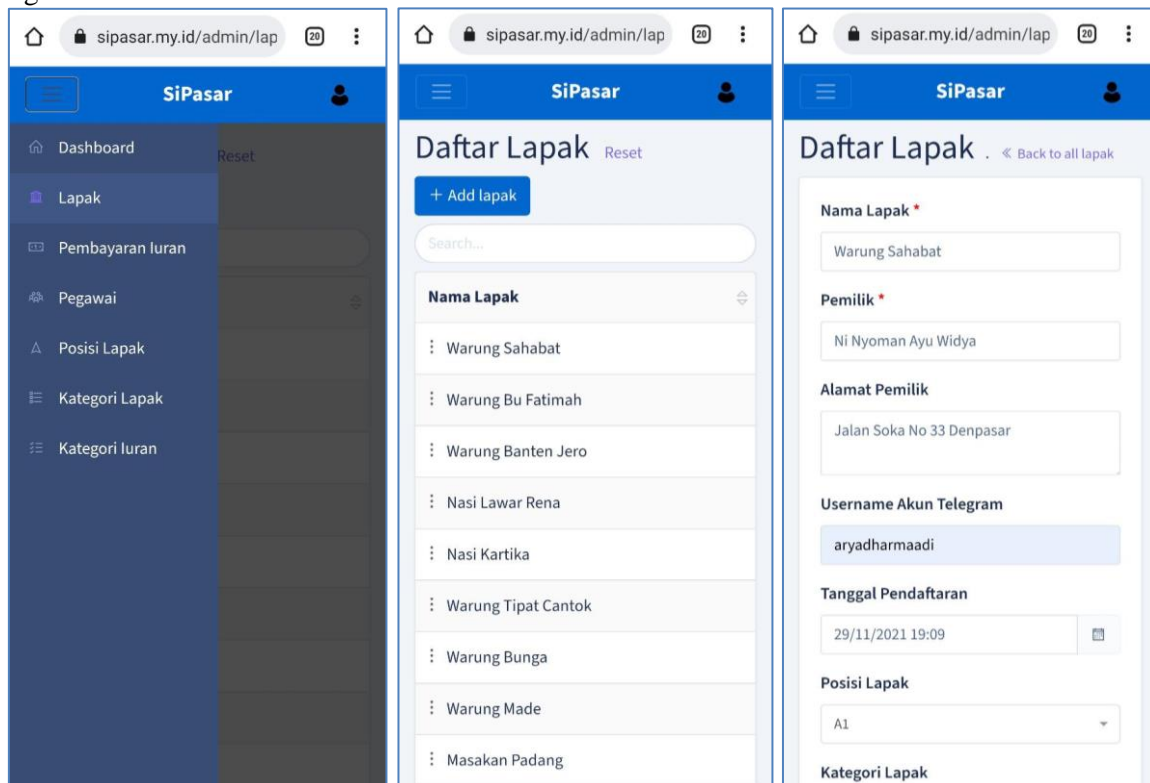 sipasar.my.id/admin/lap 20
SiPasar
Dashboard
Reset
Lapak
Pembayaran Iuran
Pegawai
Posisi Lapak
Kategori Lapak
Kategori Iuran
sipasar.my.id/admin/lap 20
SiPasar
Daftar Lapak Reset
+ Add lapak
Search...
Nama Lapak
Warung Sahabat
Warung Bu Fatimah
Warung Banten Jero
Nasi Lawar Rena
Nasi Kartika
Warung Tipat Cantok
Warung Bunga
Warung Made
Masakan Padang
sipasar.my.id/admin/lap 20
SiPasar
Daftar Lapak . « Back to all lapak
Nama Lapak *
Warung Sahabat
Pemilik *
Ni Nyoman Ayu Widya
Alamat Pemilik
Jalan Soka No 33 Denpasar
Username Akun Telegram
aryadharmaadi
Tanggal Pendaftaran
29/11/2021 19:09
Posisi Lapak
A1
Kategori Lapak